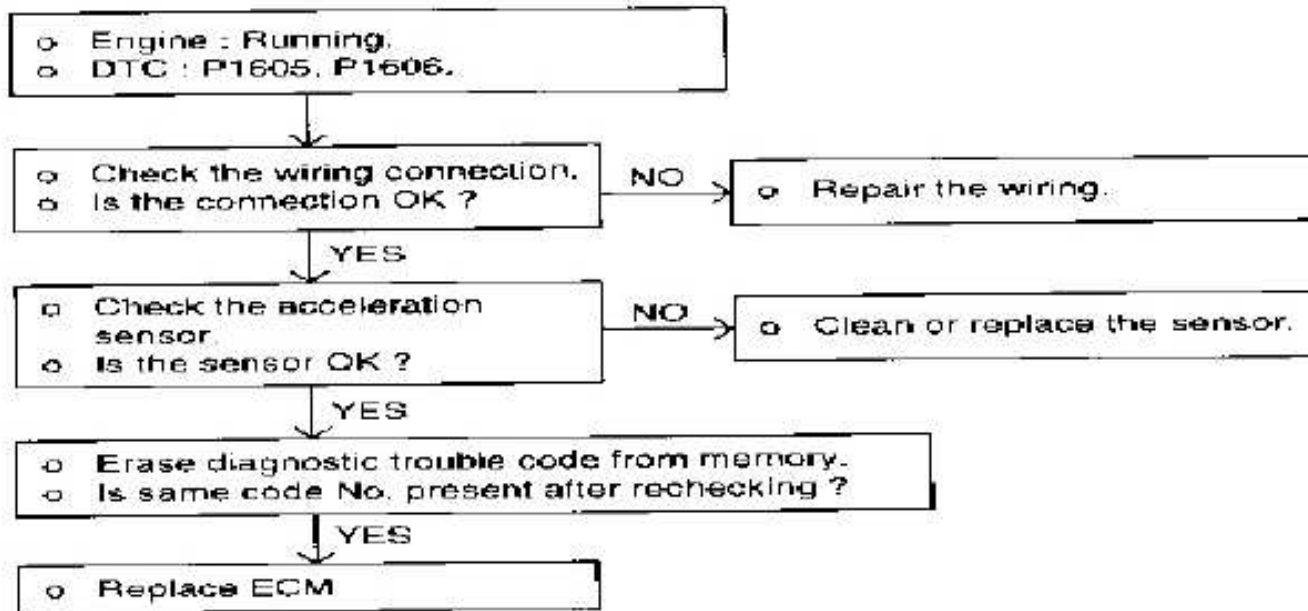 o Engine : Running.
o DTC : P1605, P1606.
o Check the wiring connection.
o Is the connection OK ?
NO
o Repair the wiring.
YES
o Check the acceleration
sensor.
o Is the sensor OK ?
NO
o Clean or replace the sensor.
YES
o Erase diagnostic trouble code from memory.
o Is same code No. present after rechecking ?
YES
o Replace ECM